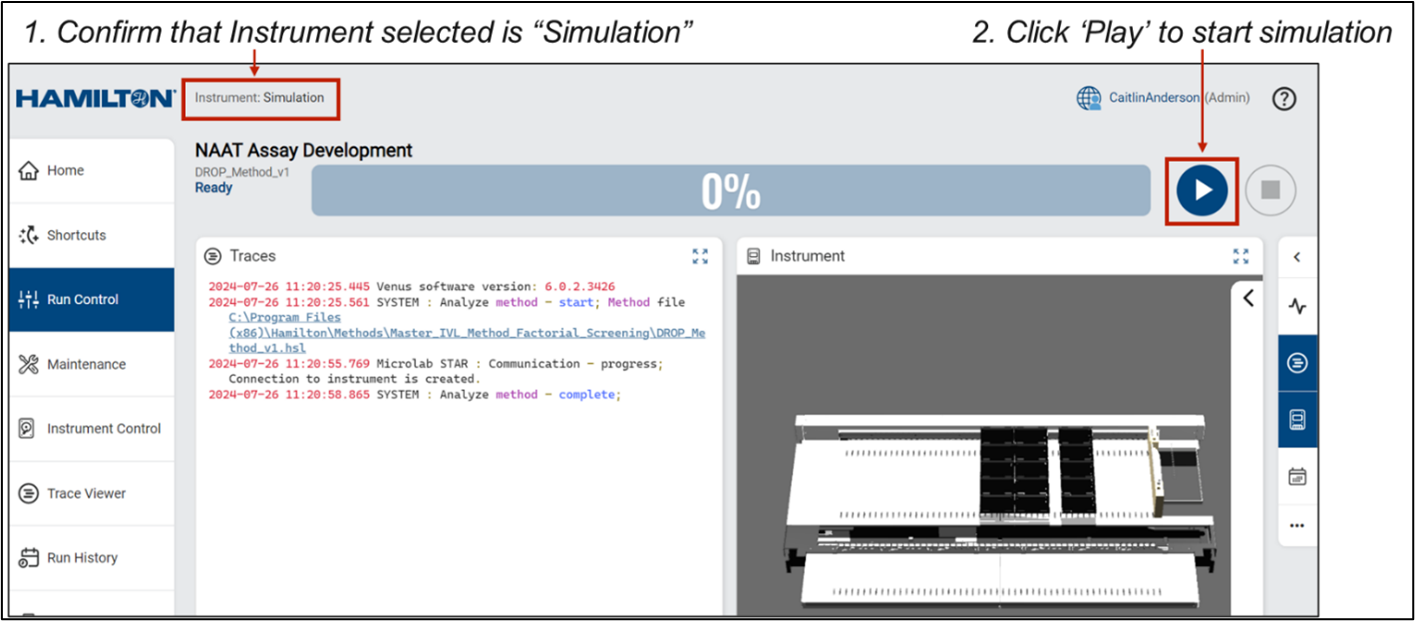 1. Confirm that Instrument selected is “Simulation”
2. Click ‘Play’ to start simulation
HAMILTON
Instrument: Simulation
CaitlinAnderson (Admin)
?
Home
Shortcuts
Run Control
Maintenance
Instrument Control
Trace Viewer
Run History
NAAT Assay Development
DROP_Method_v1
Ready
0%
Traces
2024-07-26 11:20:25.445 Venus software version: 6.0.2.3426
2024-07-26 11:20:25.561 SYSTEM : Analyze method - start; Method file
C:\Program Files
(x86)\Hamilton\Methods\Master_IVL_Method_Factorial_Screening\DROP_Me
thod_v1.hsl
2024-07-26 11:20:55.769 Microlab STAR : Communication - progress;
Connection to instrument is created.
2024-07-26 11:20:58.865 SYSTEM : Analyze method - complete;
Instrument